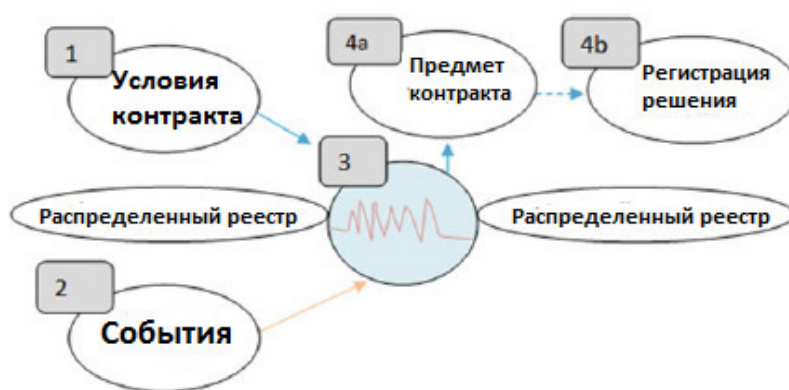 1
Условия
контракта
4a
Предмет
контракта
4b
Регистрация
решения
3
Распределенный реестр
Распределенный реестр
2
События